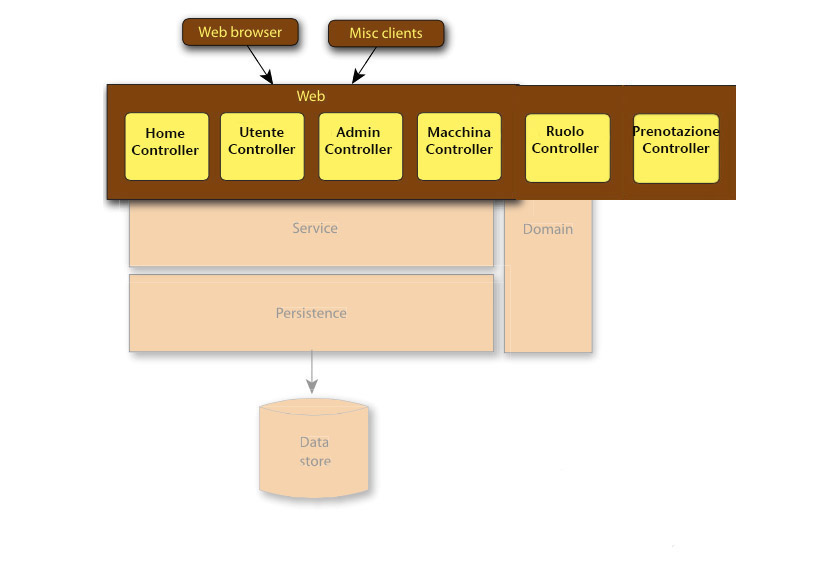 Web browser
Misc clients
Web
Home
Controller
Utente
Controller
Admin
Controller
Macchina
Controller
Ruolo
Controller
Prenotazione
Controller
Service
Domain
Persistence
Data
store